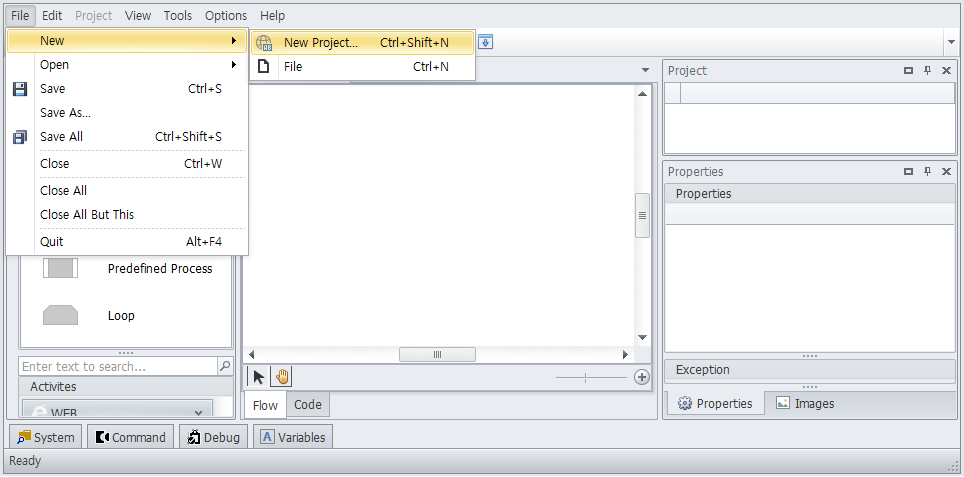 File Edit Project View Tools Options Help
New
New Project... Ctrl+Shift+N
Open
File Ctrl+N
Save Ctrl+S
Save As...
Save All Ctrl+Shift+S
Close Ctrl+W
Close All
Close All But This
Quit Alt+F4
Predefined Process
Loop
Enter text to search...
Activites
WEB
Flow Code
Project
Properties
Properties
Exception
Properties Images
System Command Debug Variables
Ready